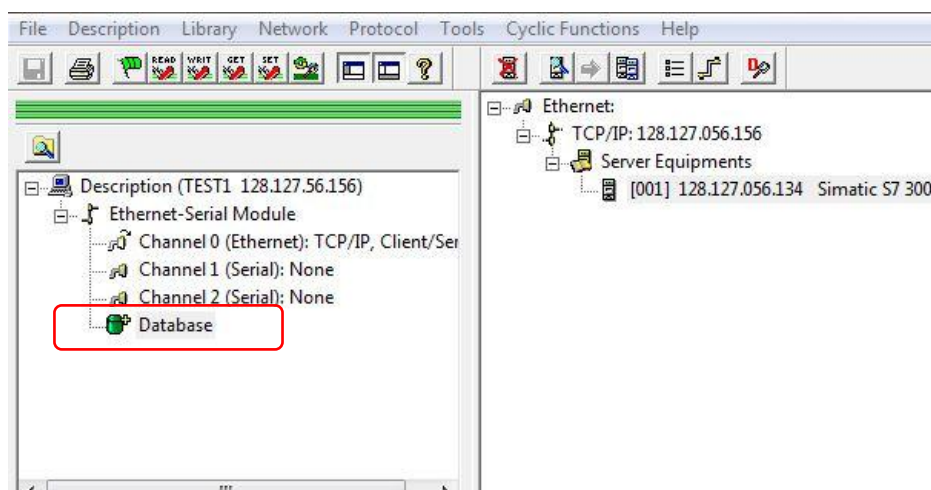 File Description Library Network Protocol Tools Cyclic Functions Help
READ WRIT GET SET
Description (TEST1 128.127.56.156)
Ethernet-Serial Module
Channel 0 (Ethernet): TCP/IP, Client/Ser
Channel 1 (Serial): None
Channel 2 (Serial): None
Database
Ethernet:
TCP/IP: 128.127.056.156
Server Equipments
[001] 128.127.056.134 Simatic S7 300